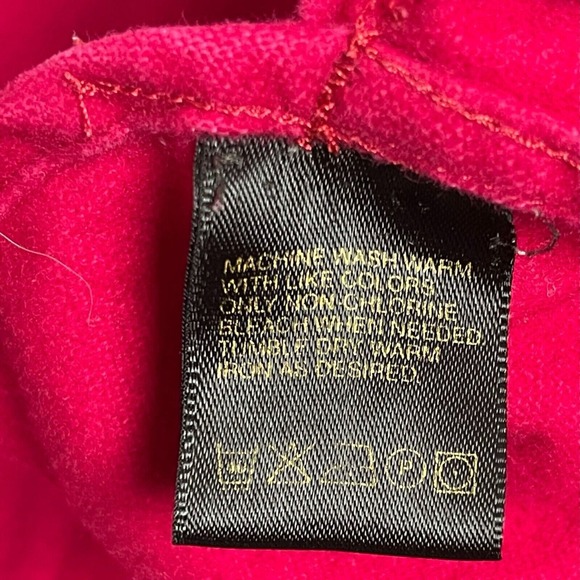 MACHINE WASH WARM
WITH LIKE COLORS
ONLY NON CHLORINE
BLEACH WHEN NEEDED
TUMBLE DRY WARM
IRON AS DESIRED.
P